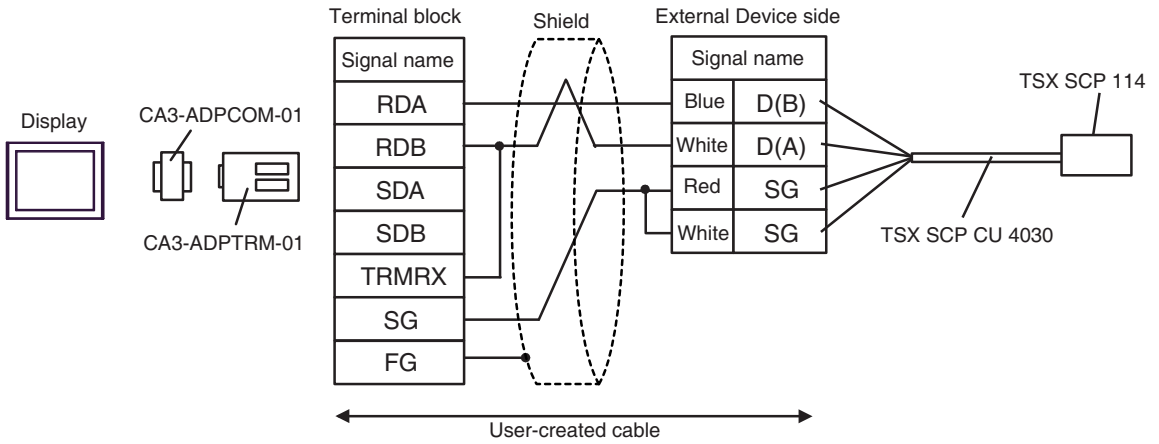 Terminal block
Shield
External Device side
Signal name
Signal name
TSX SCP 114
Display
CA3-ADPCOM-01
RDA
Blue
D(B)
RDB
White
D(A)
SDA
Red
SG
SDB
White
SG
CA3-ADPTRM-01
TSX SCP CU 4030
TRMRX
SG
FG
User-created cable